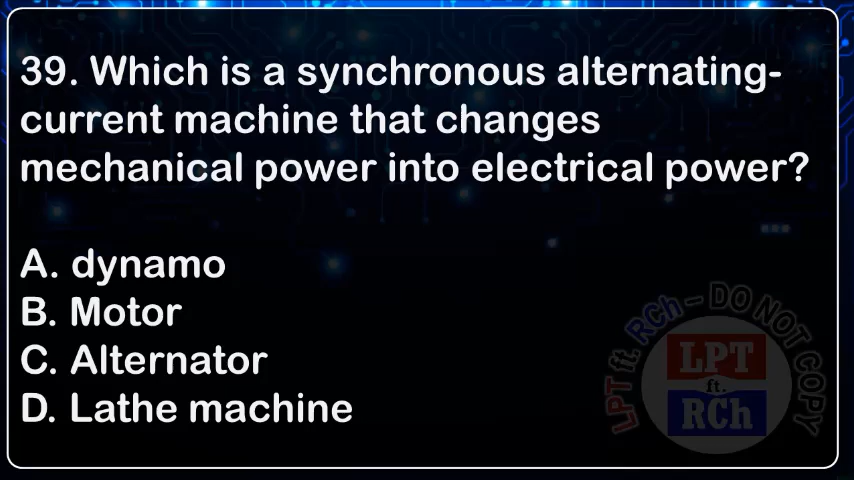 39. Which is a synchronous alternating-
current machine that changes
mechanical power into electrical power?
A. dynamo
B. Motor
C. Alternator
D. Lathe machine
LPT ft. RCh - DO NOT COPY
LPT
ft.
RCh